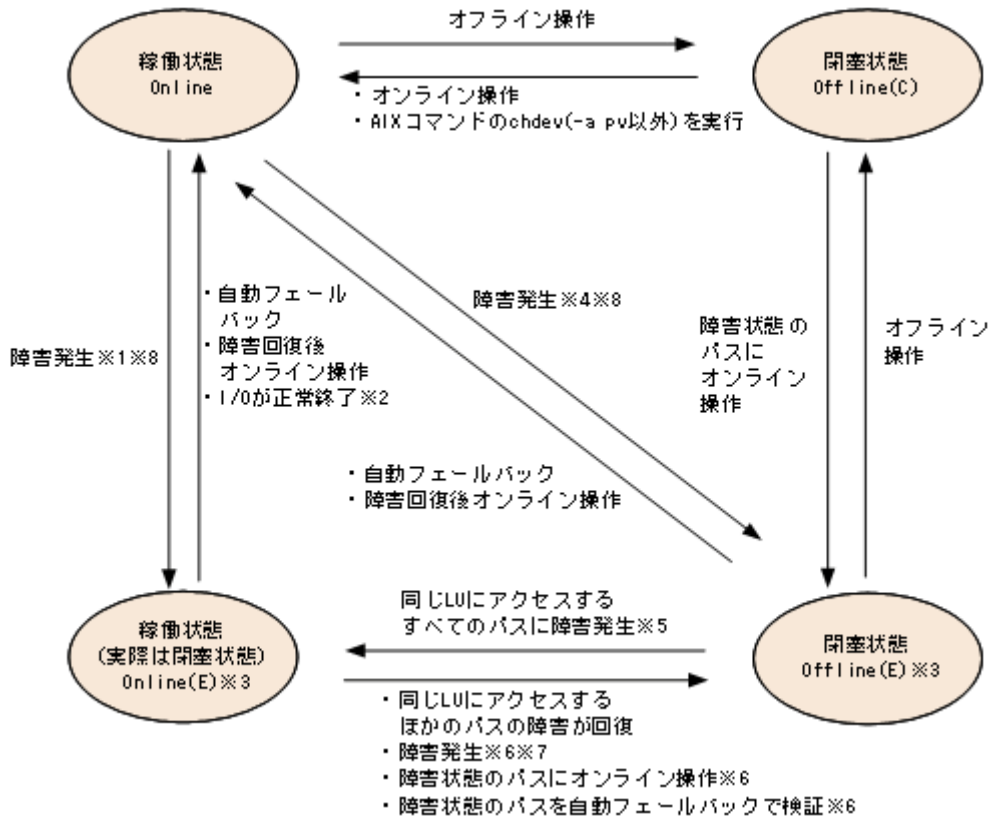 オフライン操作
稼働状態
Online
閉塞状態
Offline(C)
・オンライン操作
・AIXコマンドのchdev(-a pv以外)を実行
障害発生※1※8
・自動フェール
バック
・障害回復後
オンライン操作
・I/Oが正常終了※2
障害発生※4※8
障害状態の
パスに
オンライン
操作
オフライン
操作
・自動フェールバック
・障害回復後オンライン操作
同じLUにアクセスする
すべてのパスに障害発生※5
稼働状態
(実際は閉塞状態)
Online(E)※3
閉塞状態
Offline(E)※3
・同じLUにアクセスする
ほかのパスの障害が回復
・障害発生※6※7
・障害状態のパスにオンライン操作※6
・障害状態のパスを自動フェールバックで検証※6